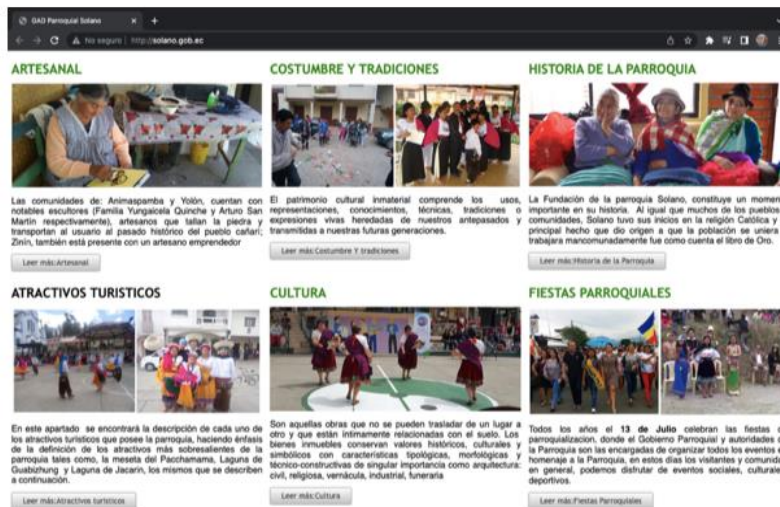 GAD Parroquial Solano
No seguro | http://solano.gob.ec
ARTESANAL
Las comunidades de: Animaspamba y Yolón, cuentan con
notables escultores (Familia Yungaicela Quinche y Arturo San
Martin respectivamente), artesanos que tallan la piedra y
transportan al usuario al pasado histórico del pueblo cañari;
Zinín, también está presente con un artesano emprendedor
Leer más:Artesanal
COSTUMBRE Y TRADICIONES
El patrimonio cultural inmaterial comprende los usos,
representaciones, conocimientos, técnicas, tradiciones o
expresiones vivas heredadas de nuestros antepasados y
transmitidas a nuestras futuras generaciones.
Leer más:Costumbre Y tradiciones
HISTORIA DE LA PARROQUIA
La Fundación de la parroquia Solano, constituye un momen
importante en su historia. Al igual que muchos de los pueblos
comunidades, Solano tuvo sus inicios en la religión Católica y
principal hecho que dio origen a que la población se uniera
trabajara mancomunadamente fue como cuenta el libro de Oro.
Leer más:Historia de la Parroquia
ATRACTIVOS TURISTICOS
En este apartado se encontrará la descripción de cada uno de
los atractivos turisticos que posee la parroquia, haciendo énfasis
de la definición de los atractivos más sobresalientes de la
parroquia tales como, la meseta del Pacchamama, Laguna de
Guabizhung y Laguna de Jacarin, los mismos que se describen
a continuación.
Leer más:Atractivos turisticos
CULTURA
Son aquellas obras que no se pueden trasladar de un lugar a
otro y que están intimamente relacionadas con el suelo. Los
bienes inmuebles conservan valores históricos, culturales y
simbólicos con características tipológicas, morfológicas y
técnico-constructivas de singular importancia como arquitectura:
civil, religiosa, vernácula, industrial, funeraria
Leer más:Cultura
FIESTAS PARROQUIALES
Todos los años el 13 de Julio celebran las fiestas d
parroquializacion, donde el Gobierno Parroquial y autoridades d
la Parroquia son las encargadas de organizar todos los eventos e
homenaje a la Parroquia, en estos días los visitantes y comunida
en general, podemos disfrutar de eventos sociales, culturale
deportivos.
Leer más:Fiestas Parroquiales